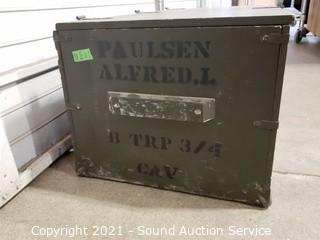 PAULSEN
ALFRED.L
B TRP 3/4
CAV
Copyright 2021 - Sound Auction Service